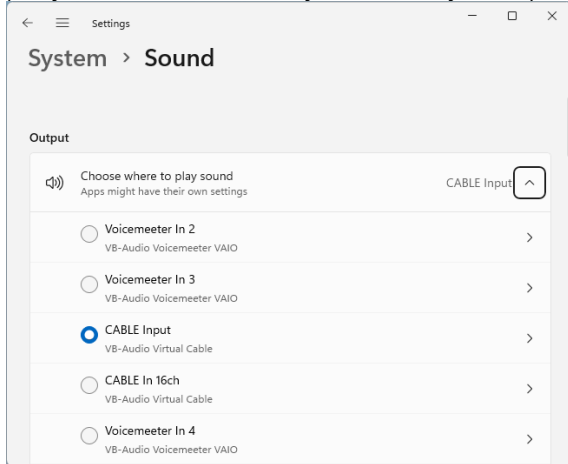 Settings
System > Sound
Output
Choose where to play sound
CABLE Input
Apps might have their own settings
Voicemeeter In 2
VB-Audio Voicemeeter VAIO
Voicemeeter In 3
VB-Audio Voicemeeter VAIO
CABLE Input
VB-Audio Virtual Cable
CABLE In 16ch
VB-Audio Virtual Cable
Voicemeeter In 4
VB-Audio Voicemeeter VAIO